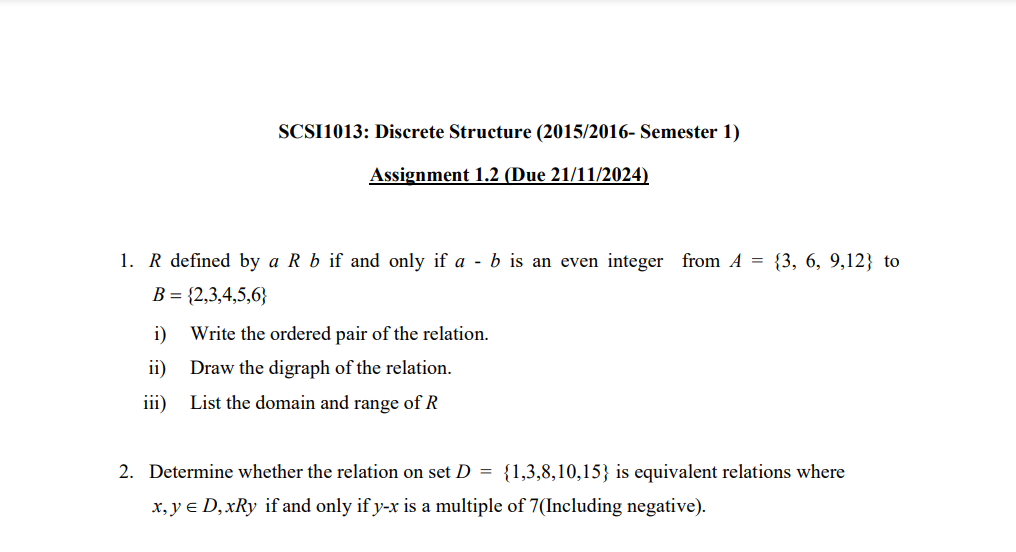 SCSI1013: Discrete Structure (2015/2016- Semester 1)
Assignment 1.2 (Due 21/11/2024)
1. R defined by a R b if and only if a - b is an even integer from A = {3, 6, 9,12} to
B = {2,3,4,5,6}
i) Write the ordered pair of the relation.
ii) Draw the digraph of the relation.
iii) List the domain and range of R
2. Determine whether the relation on set D = {1,3,8,10,15} is equivalent relations where
x, y ∈ D, xRy if and only if y-x is a multiple of 7(Including negative).